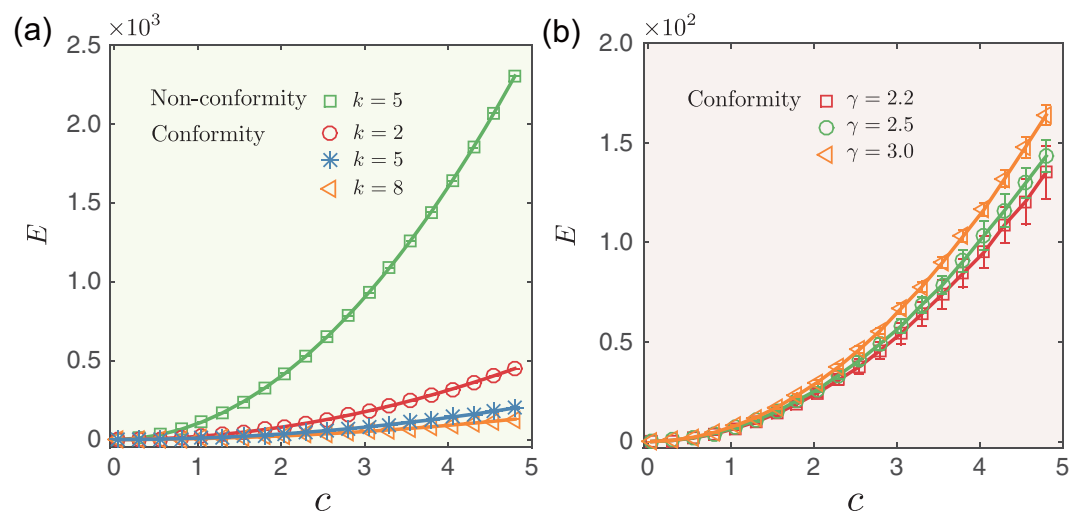 (a)
×10³
2.5
2.0
1.5
1.0
0.5
0
0 1 2 3 4 5
E
c
Non-conformity k = 5
Conformity k = 2
k = 5
k = 8
(b)
×10²
2.0
1.5
1.0
0.5
0
0 1 2 3 4 5
E
c
Conformity γ = 2.2
γ = 2.5
γ = 3.0